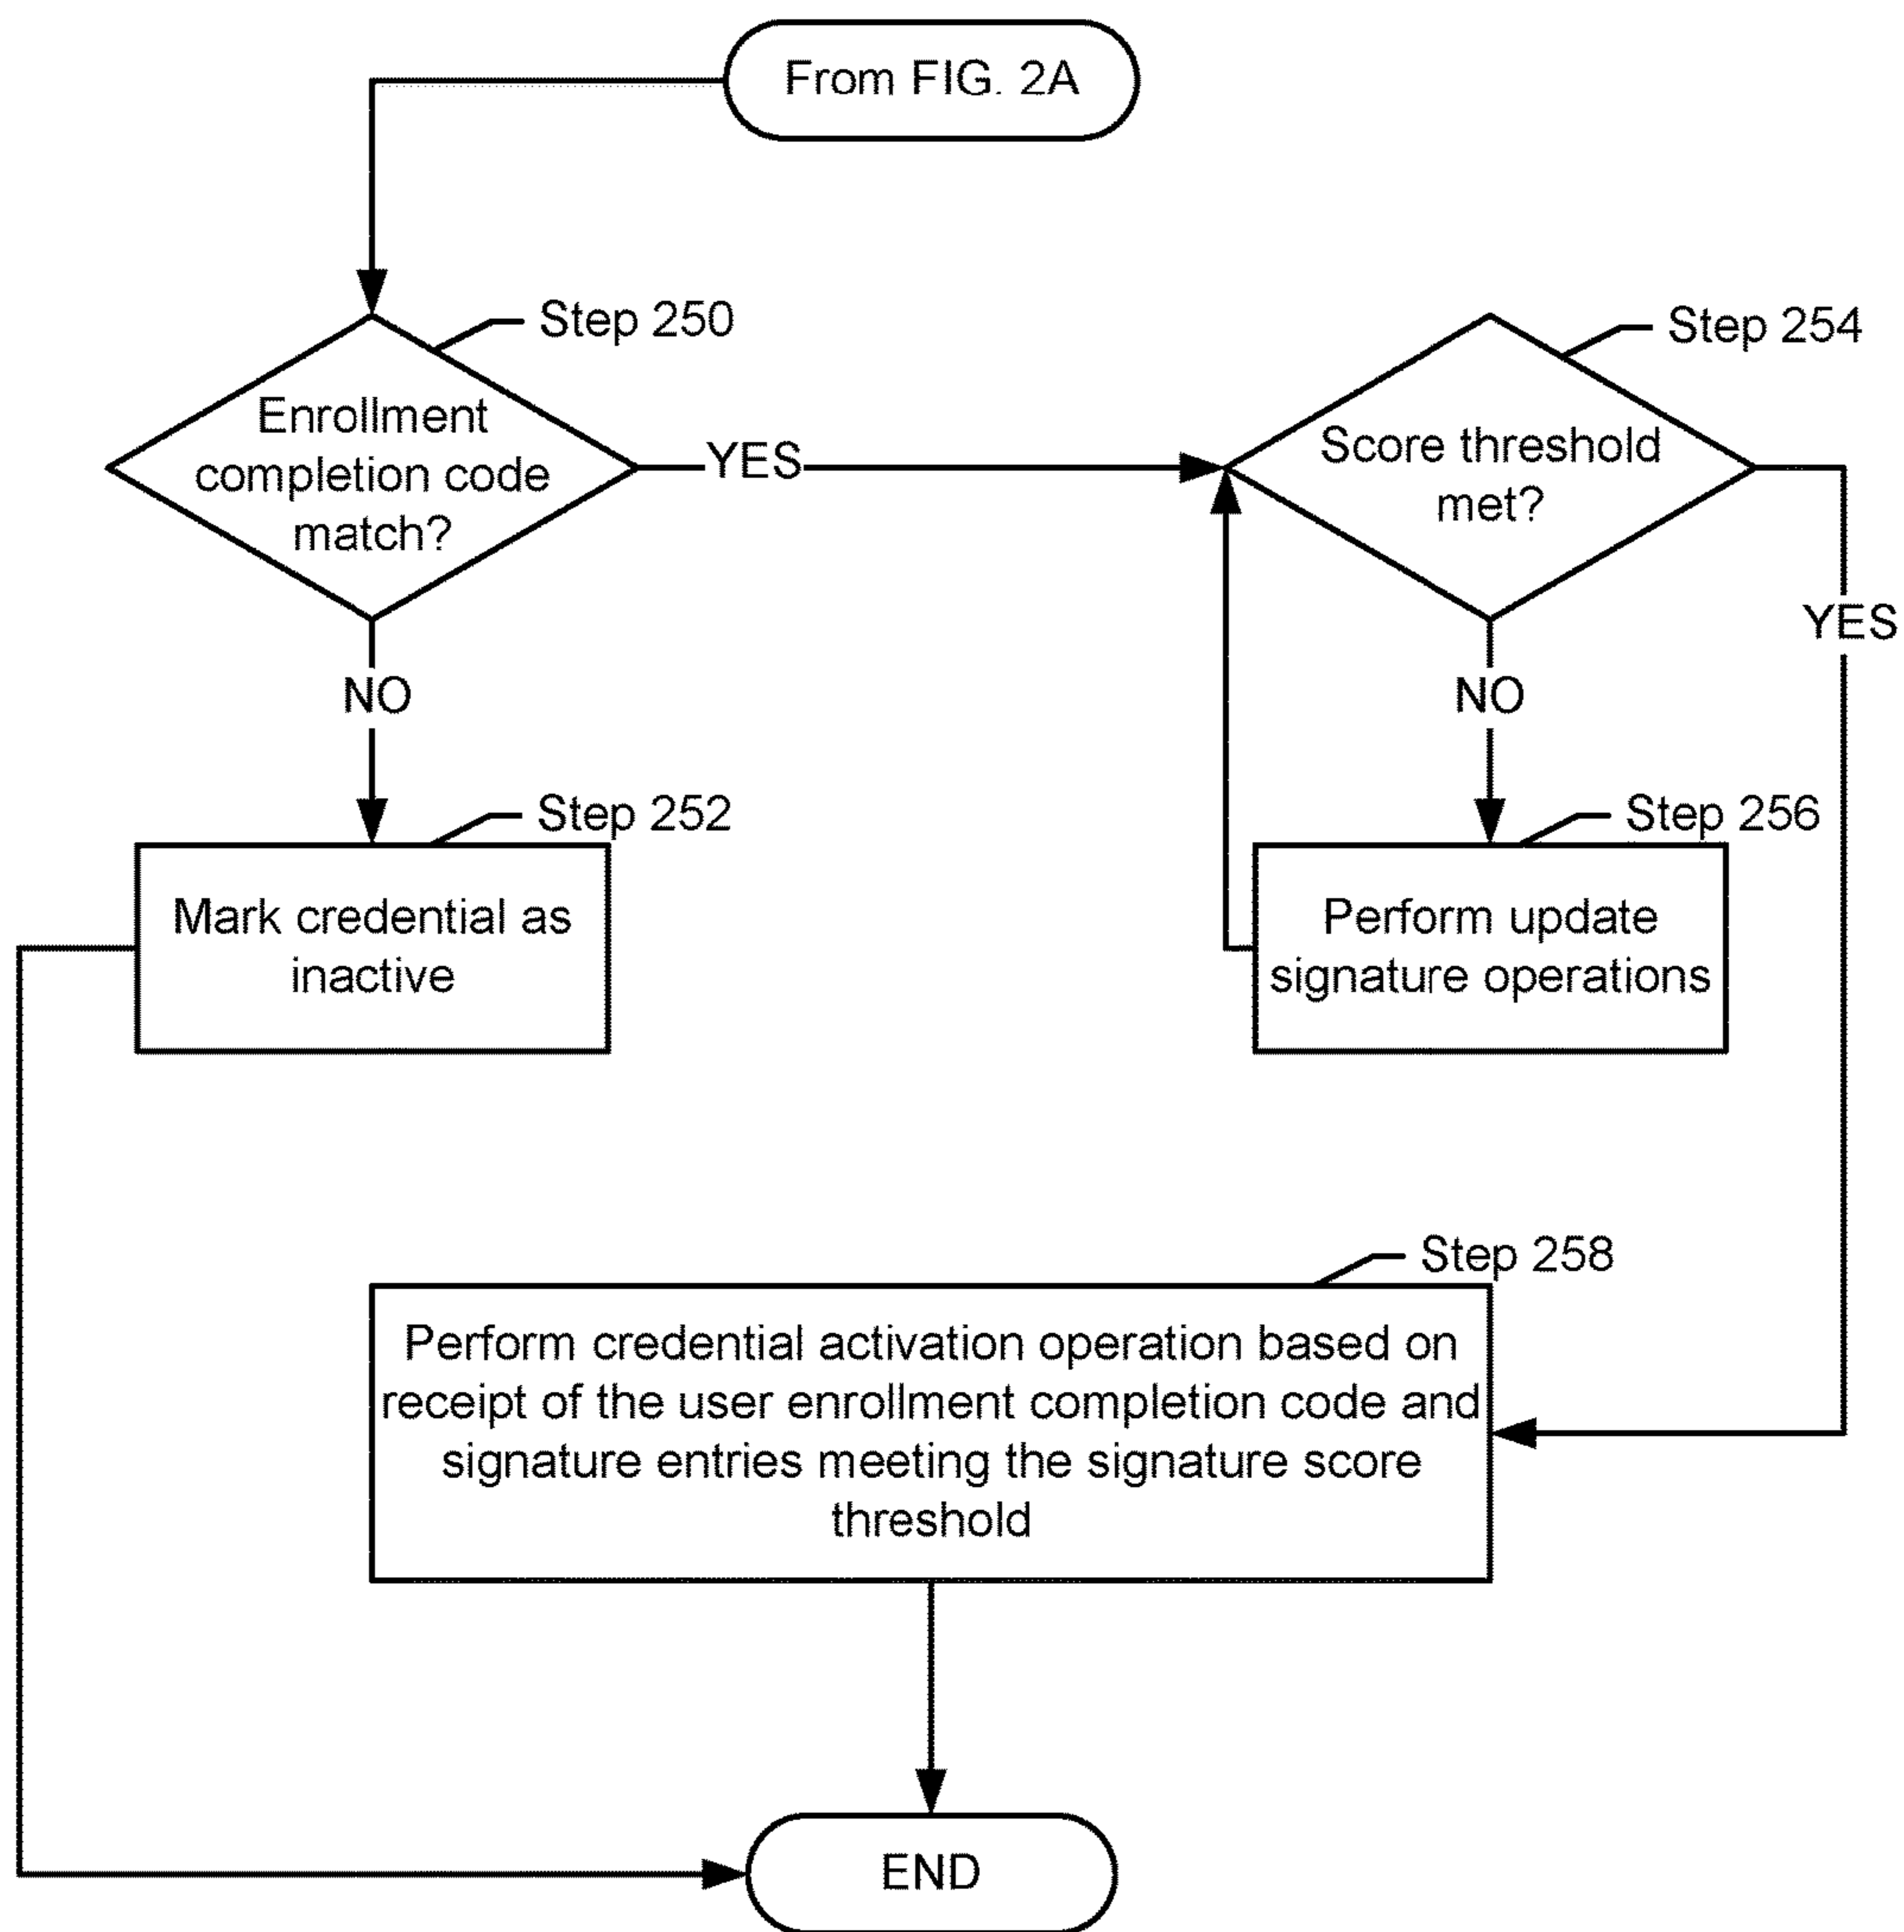 From FIG. 2A
Step 250
Enrollment
completion code
match?
YES
Step 254
Score threshold
met?
YES
NO
NO
Step 252
Mark credential as
inactive
Step 256
Perform update
signature operations
Step 258
Perform credential activation operation based on
receipt of the user enrollment completion code and
signature entries meeting the signature score
threshold
END